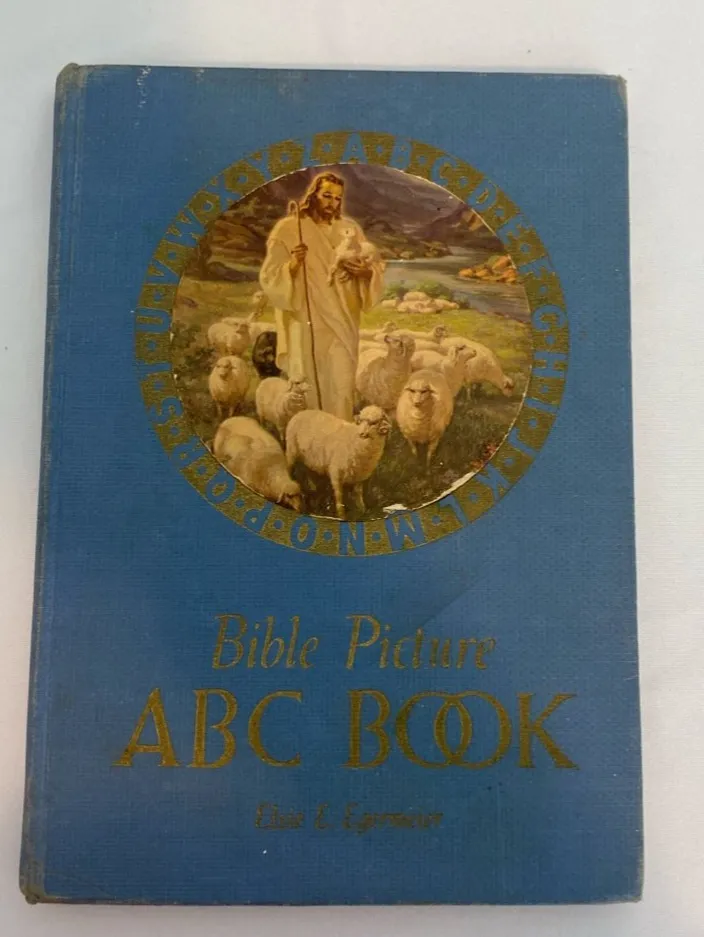 A·B·C·D·E·F·G·H·I·J·K·L·M·N·O·P·Q·R·S·T·U·V·W·X·Y·Z
Bible Picture
ABC BOOK
Elsie E. Egermeier